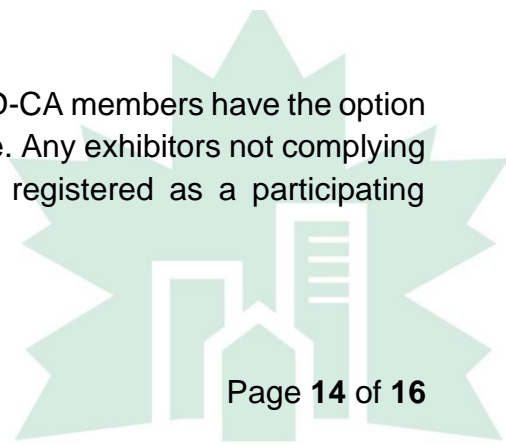 D-CA members have the option
e. Any exhibitors not complying
registered as a participating
Page 14 of 16